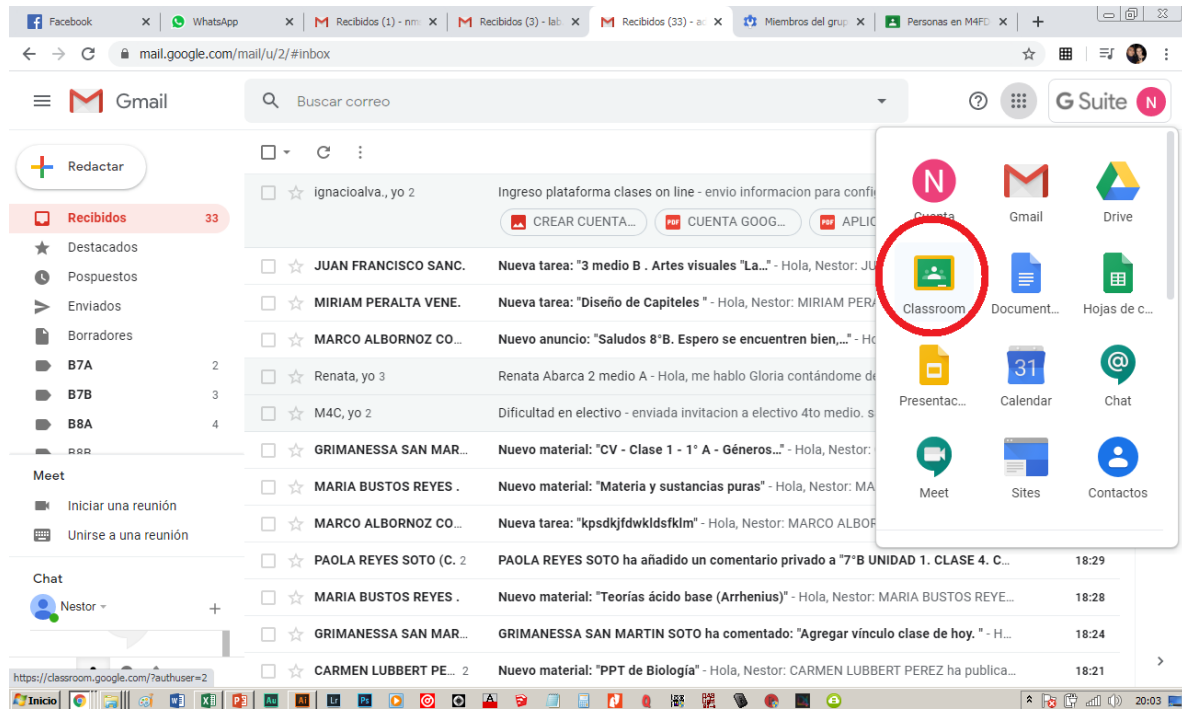 Facebook
WhatsApp
Recibidos (1) - nm
Recibidos (3) - lab
Recibidos (33) - ac
Miembros del grup
Personas en M4FD
mail.google.com/mail/u/2/#inbox
Gmail
Buscar correo
G Suite N
Redactar
Recibidos 33
Destacados
Pospuestos
Enviados
Borradores
B7A 2
B7B 3
B8A 4
B8B
Meet
Iniciar una reunión
Unirse a una reunión
Chat
Nestor
https://classroom.google.com/?authuser=2
ignacioalva., yo 2 Ingreso plataforma clases on line - envio informacion para confi
CREAR CUENTA... PDF CUENTA GOOG... PDF APLIC
JUAN FRANCISCO SANC. Nueva tarea: "3 medio B . Artes visuales "La..." - Hola, Nestor: JU
MIRIAM PERALTA VENE. Nueva tarea: "Diseño de Capiteles " - Hola, Nestor: MIRIAM PERA
MARCO ALBORNOZ CO... Nuevo anuncio: "Saludos 8°B. Espero se encuentren bien,..." - Ho
Renata, yo 3 Renata Abarca 2 medio A - Hola, me hablo Gloria contándome de
M4C, yo 2 Dificultad en electivo - enviada invitacion a electivo 4to medio. s
GRIMANESSA SAN MAR... Nuevo material: "CV - Clase 1 - 1° A - Géneros..." - Hola, Nestor:
MARIA BUSTOS REYES . Nuevo material: "Materia y sustancias puras" - Hola, Nestor: MA
MARCO ALBORNOZ CO... Nueva tarea: "kpsdkjfdwkldsfklm" - Hola, Nestor: MARCO ALBOR
PAOLA REYES SOTO (C. 2 PAOLA REYES SOTO ha añadido un comentario privado a "7°B UNIDAD 1. CLASE 4. C... 18:29
MARIA BUSTOS REYES . Nuevo material: "Teorías ácido base (Arrhenius)" - Hola, Nestor: MARIA BUSTOS REYE... 18:28
GRIMANESSA SAN MAR... GRIMANESSA SAN MARTIN SOTO ha comentado: "Agregar vínculo clase de hoy. " - H... 18:24
CARMEN LUBBERT PE... 2 Nuevo material: "PPT de Biología" - Hola, Nestor: CARMEN LUBBERT PEREZ ha publica... 18:21
N
Cuenta Gmail Drive
Classroom Document... Hojas de c...
31
Presentac... Calendar Chat
Meet Sites Contactos
Inicio
Au Ai Lr Ps
20:03